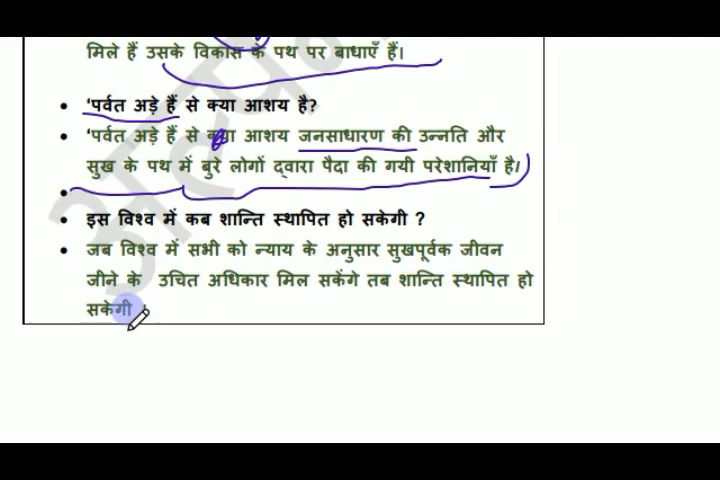 मिले हैं उसके विकास के पथ पर बाधाएँ हैं।
'पर्वत अड़े हैं से क्या आशय है?
'पर्वत अड़े हैं से क्या आशय जनसाधारण की उन्नति और
सुख के पथ में बुरे लोगों द्वारा पैदा की गयी परेशानियाँ है।
इस विश्व में कब शान्ति स्थापित हो सकेगी ?
जब विश्व में सभी को न्याय के अनुसार सुखपूर्वक जीवन
जीने के उचित अधिकार मिल सकेंगे तब शान्ति स्थापित हो
सकेगी ।